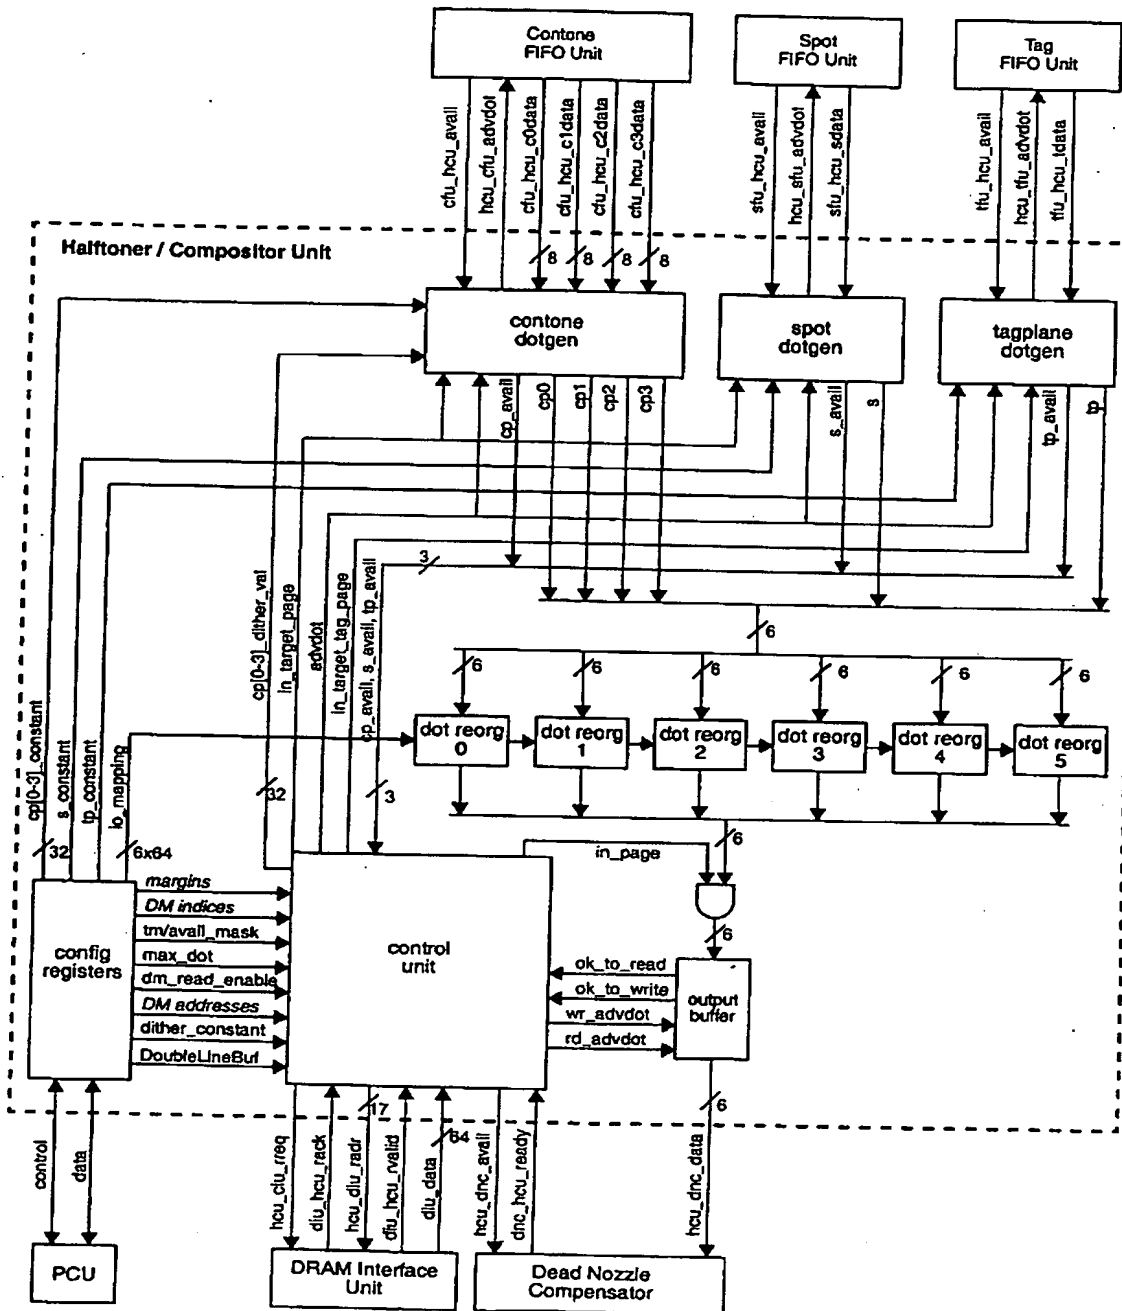 Contone
FIFO Unit
Spot
FIFO Unit
Tag
FIFO Unit
cfu_hcu_avail
hcu_cfu_advdot
cfu_hcu_c0data
cfu_hcu_c1data
cfu_hcu_c2data
cfu_hcu_c3data
sfu_hcu_avail
hcu_sfu_advdot
sfu_hcu_sdata
tfu_hcu_avail
hcu_tfu_advdot
tfu_hcu_tdata
Halftoner / Compositor Unit
8
8
8
8
contone
dotgen
spot
dotgen
tagplane
dotgen
cp_avail
cp0
cp1
cp2
cp3
s_avail
s
tp_avail
tp
3
6
cp[0-3]_dither_val
in_target_page
advdot
in_target_tag_page
cp_avail, s_avail, tp_avail
6
6
6
6
6
6
dot reorg
0
dot reorg
1
dot reorg
2
dot reorg
3
dot reorg
4
dot reorg
5
cp[0-3]_constant
s_constant
tp_constant
io_mapping
32
3
32
6x64
6
in_page
6
config
registers
margins
DM indices
tm/avail_mask
max_dot
dm_read_enable
DM addresses
dither_constant
DoubleLineBuf
control
unit
ok_to_read
ok_to_write
wr_advdot
rd_advdot
output
buffer
17
64
6
control
data
hcu_diu_rreq
diu_hcu_rack
hcu_diu_radr
diu_hcu_rvalid
diu_data
hcu_dnc_avail
dnc_hcu_ready
hcu_dnc_data
PCU
DRAM Interface
Unit
Dead Nozzle
Compensator